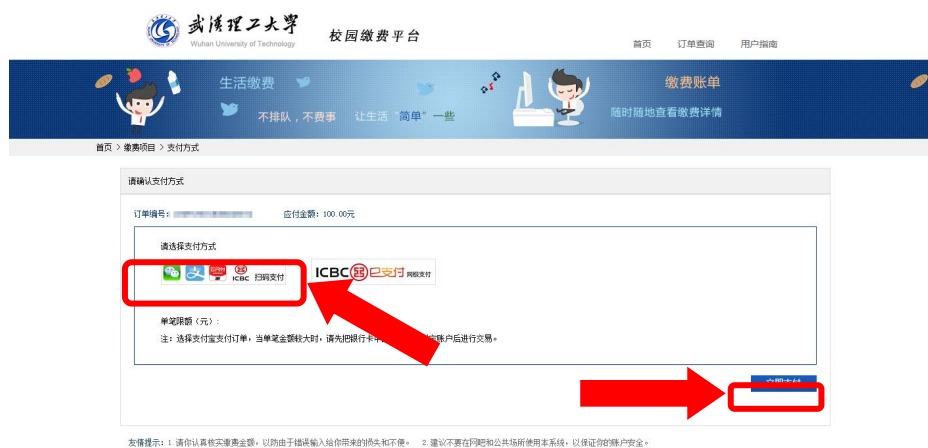 武汉理工大学
Wuhan University of Technology
校园缴费平台
首页 订单查询 用户指南
生活缴费
不排队，不费事 让生活“简单”一些
缴费账单
随时随地查看缴费详情
首页 > 缴费项目 > 支付方式
请确认支付方式
订单编号： 应付金额：100.00元
请选择支付方式
ICBC 扫码支付 ICBC e支付 网银支付
单笔限额（元）：
注：选择支付宝支付订单，当单笔金额较大时，请先把银行卡中 账户后进行交易。
立即支付
友情提示：1.请你认真核实缴费金额，以防由于错误输入给你带来的损失和不便。 2.建议不要在网吧和公共场所使用本系统，以保证你的账户安全。